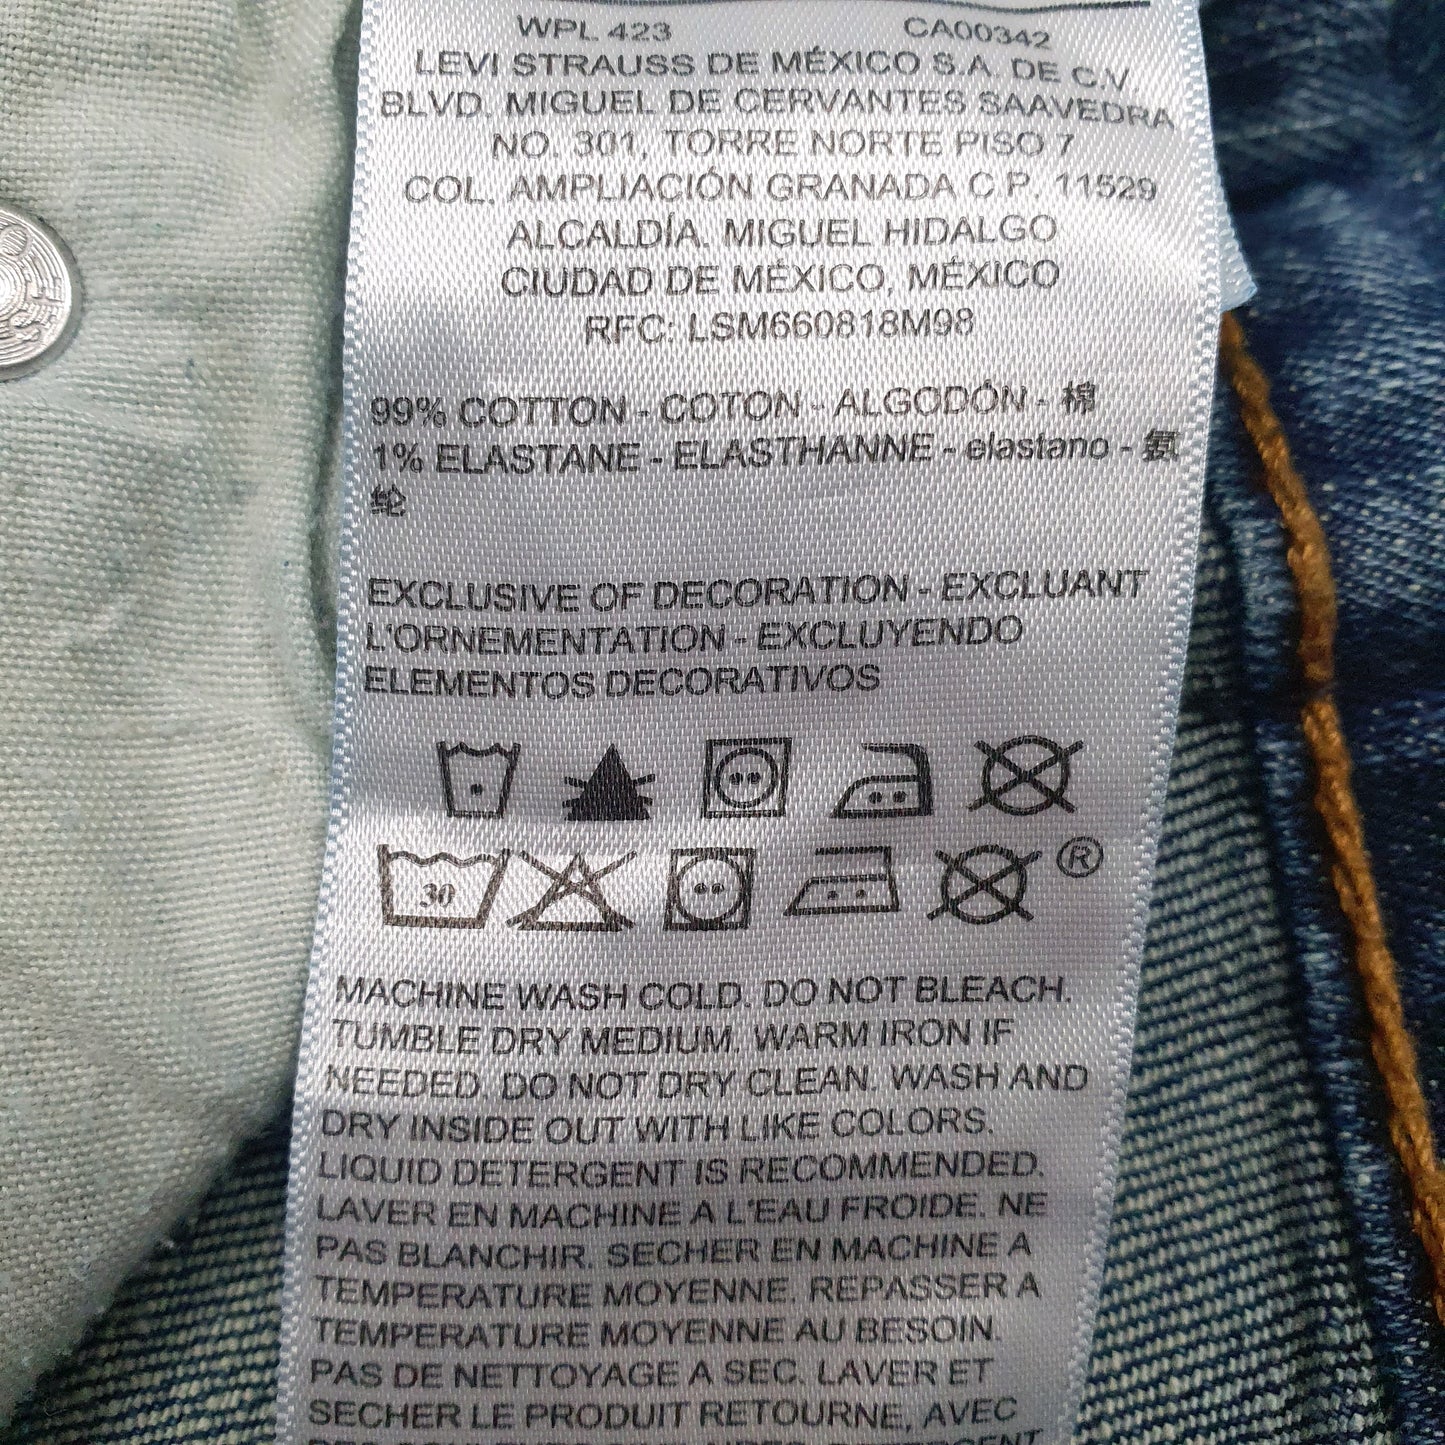 WPL 423 CA00342
LEVI STRAUSS DE MÉXICO S.A. DE C.V
BLVD. MIGUEL DE CERVANTES SAAVEDRA
NO. 301, TORRE NORTE PISO 7
COL. AMPLIACIÓN GRANADA C.P. 11529
ALCALDÍA. MIGUEL HIDALGO
CIUDAD DE MÉXICO, MÉXICO
RFC: LSM660818M98
99% COTTON - COTON - ALGODÓN - 棉
1% ELASTANE - ELASTHANNE - elastano - 氨
纶
EXCLUSIVE OF DECORATION - EXCLUANT
L'ORNEMENTATION - EXCLUYENDO
ELEMENTOS DECORATIVOS
30 ®
MACHINE WASH COLD. DO NOT BLEACH.
TUMBLE DRY MEDIUM. WARM IRON IF
NEEDED. DO NOT DRY CLEAN. WASH AND
DRY INSIDE OUT WITH LIKE COLORS.
LIQUID DETERGENT IS RECOMMENDED.
LAVER EN MACHINE A L'EAU FROIDE. NE
PAS BLANCHIR. SECHER EN MACHINE A
TEMPERATURE MOYENNE. REPASSER A
TEMPERATURE MOYENNE AU BESOIN.
PAS DE NETTOYAGE A SEC. LAVER ET
SECHER LE PRODUIT RETOURNE, AVEC